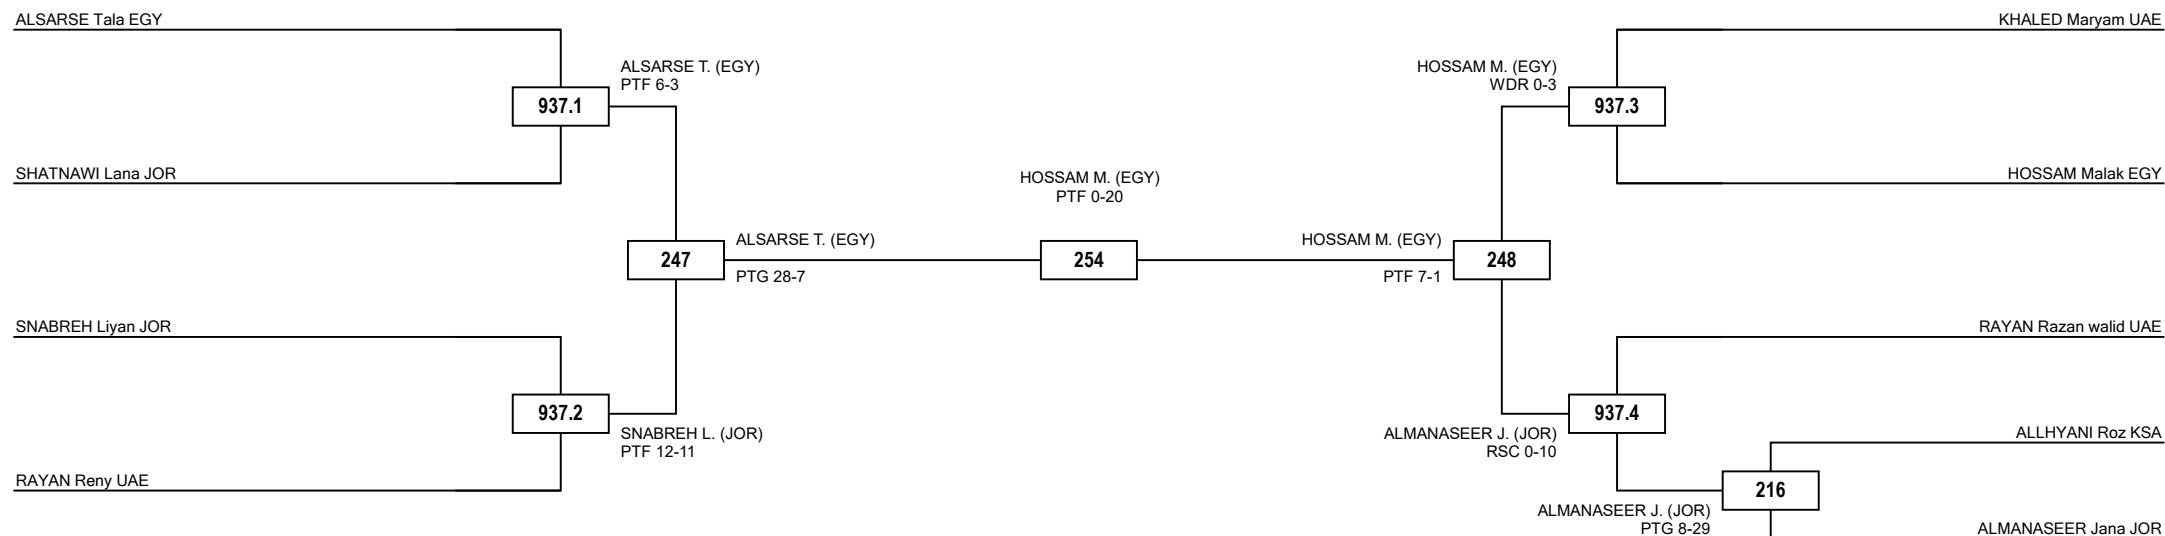 ALSARSE Tala EGY
KHALED Maryam UAE
ALSARSE T. (EGY)
PTF 6-3
HOSSAM M. (EGY)
WDR 0-3
937.1
937.3
SHATNAWI Lana JOR
HOSSAM M. (EGY)
PTF 0-20
HOSSAM Malak EGY
247
ALSARSE T. (EGY)
PTG 28-7
254
HOSSAM M. (EGY)
PTF 7-1
248
SNABREH Liyan JOR
RAYAN Razan walid UAE
937.2
937.4
SNABREH L. (JOR)
PTF 12-11
ALMANASEER J. (JOR)
RSC 0-10
ALLHYANI Roz KSA
RAYAN Reny UAE
216
ALMANASEER J. (JOR)
PTG 8-29
ALMANASEER Jana JOR